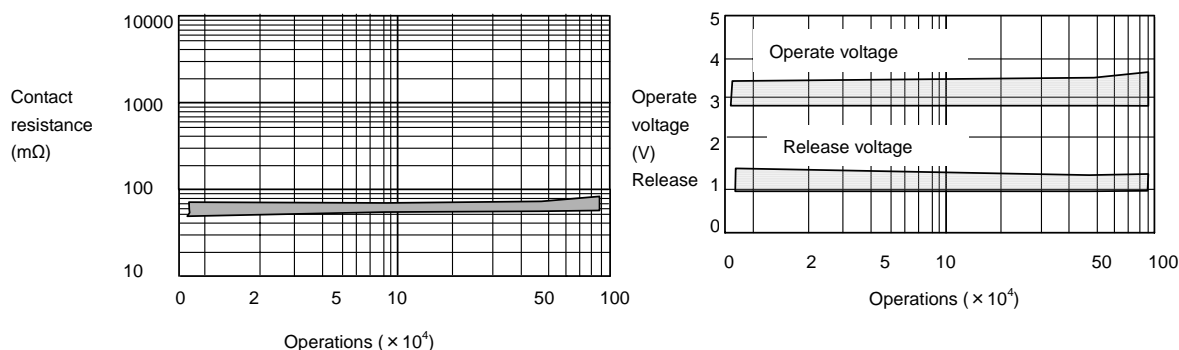 10000
1000
100
10
Contact
resistance
(mΩ)
0 2 5 10 50 100
Operations ( × 10⁴)
5
4
3
2
1
0
Operate
voltage
(V)
Release
Operate voltage
Release voltage
0 2 5 10 50 100
Operations ( × 10⁴)